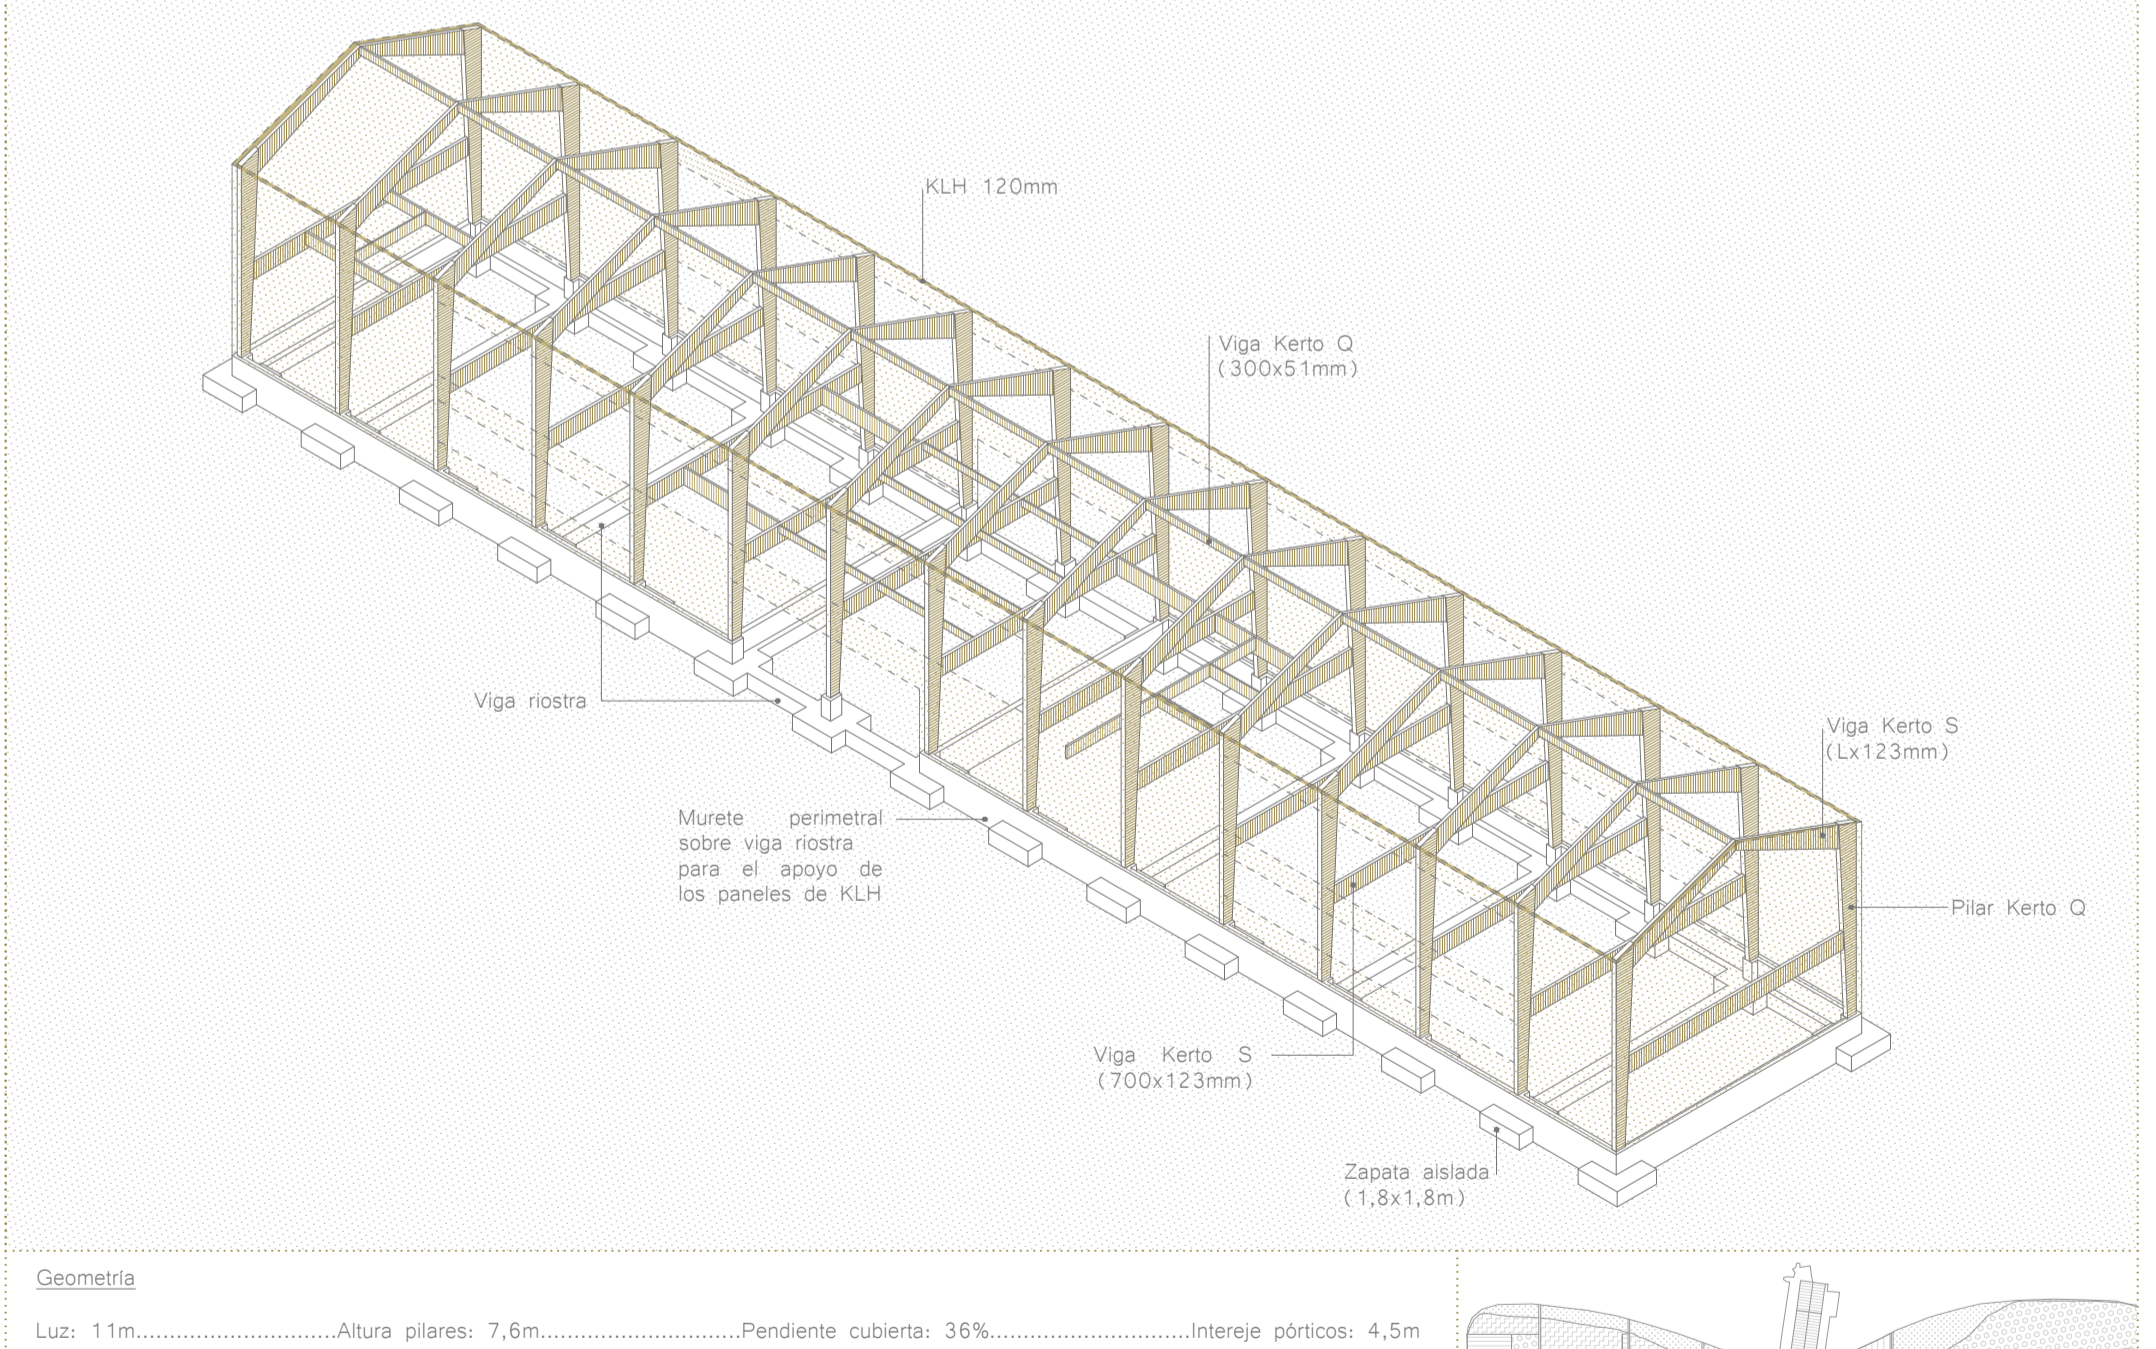 KLH 120mm
Viga Kerto Q
(300x51mm)
Viga riostra
Viga Kerto S
(Lx123mm)
Murete perimetral
sobre viga riostra
para el apoyo de
los paneles de KLH
Pilar Kerto Q
Viga Kerto S
(700x123mm)
Zapata aislada
(1,8x1,8m)
Geometría
Luz: 11m..............................Altura pilares: 7,6m..............................Pendiente cubierta: 36%..............................Intereje pórticos: 4,5m